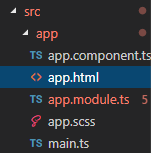 src
app
TS app.component.ts
<> app.html
TS app.module.ts 5
app.scss
TS main.ts